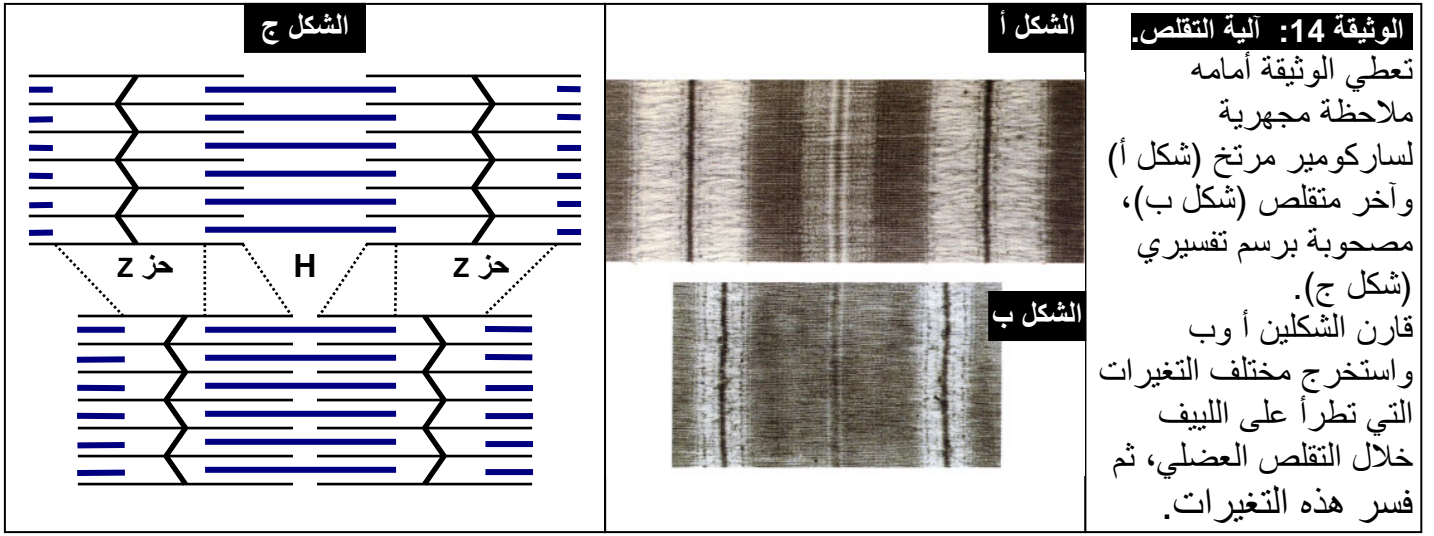 الوثيقة 14: آلية التقلص.
تعطي الوثيقة أمامه
ملاحظة مجهرية
لساركومير مرتخ (شكل أ)
وآخر متقلص (شكل ب)،
مصحوبة برسم تفسيري
(شكل ج).
قارن الشكلين أ وب
واستخرج مختلف التغيرات
التي تطرأ على اللييف
خلال التقلص العضلي، ثم
فسر هذه التغيرات.
الشكل أ
الشكل ب
الشكل ج
حز Z
H
حز Z